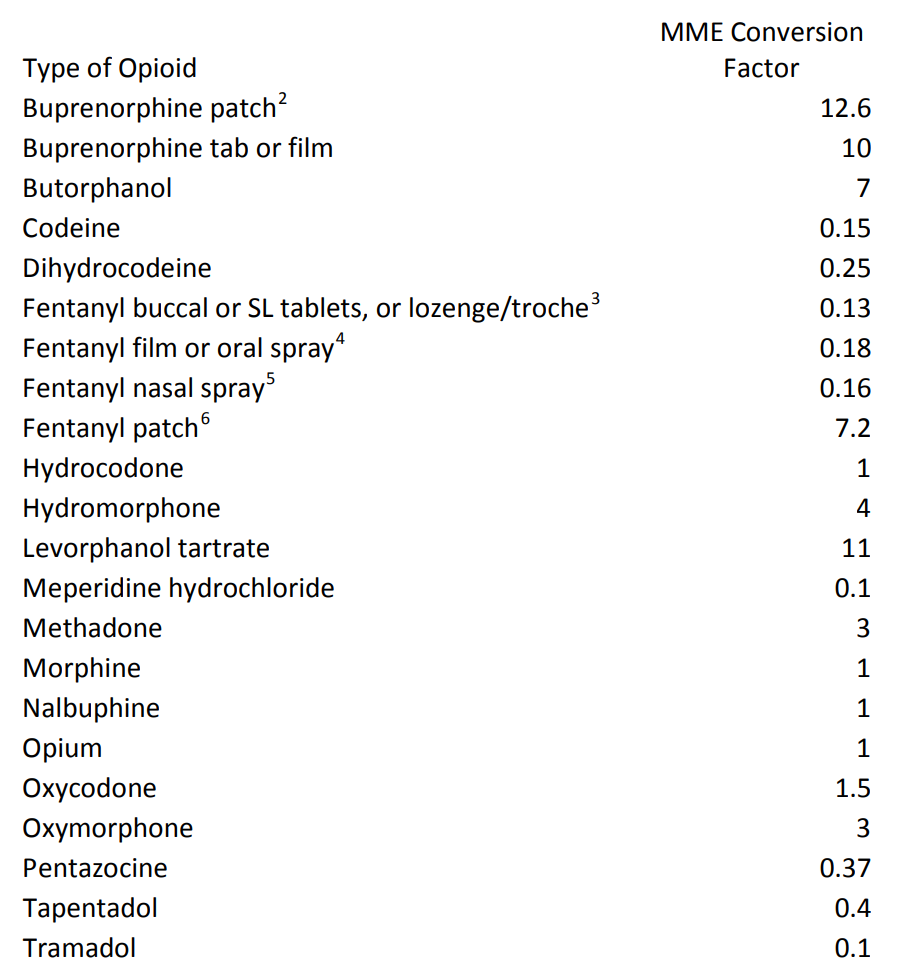 MME Conversion
Type of Opioid Factor
Buprenorphine patch² 12.6
Buprenorphine tab or film 10
Butorphanol 7
Codeine 0.15
Dihydrocodeine 0.25
Fentanyl buccal or SL tablets, or lozenge/troche³ 0.13
Fentanyl film or oral spray⁴ 0.18
Fentanyl nasal spray⁵ 0.16
Fentanyl patch⁶ 7.2
Hydrocodone 1
Hydromorphone 4
Levorphanol tartrate 11
Meperidine hydrochloride 0.1
Methadone 3
Morphine 1
Nalbuphine 1
Opium 1
Oxycodone 1.5
Oxymorphone 3
Pentazocine 0.37
Tapentadol 0.4
Tramadol 0.1